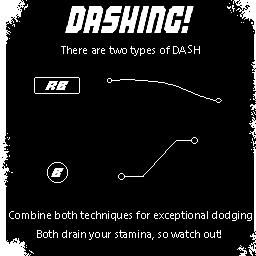 DASHING!
There are two types of DASH
RB
B
Combine both techniques for exceptional dodging
Both drain your stamina, so watch out!